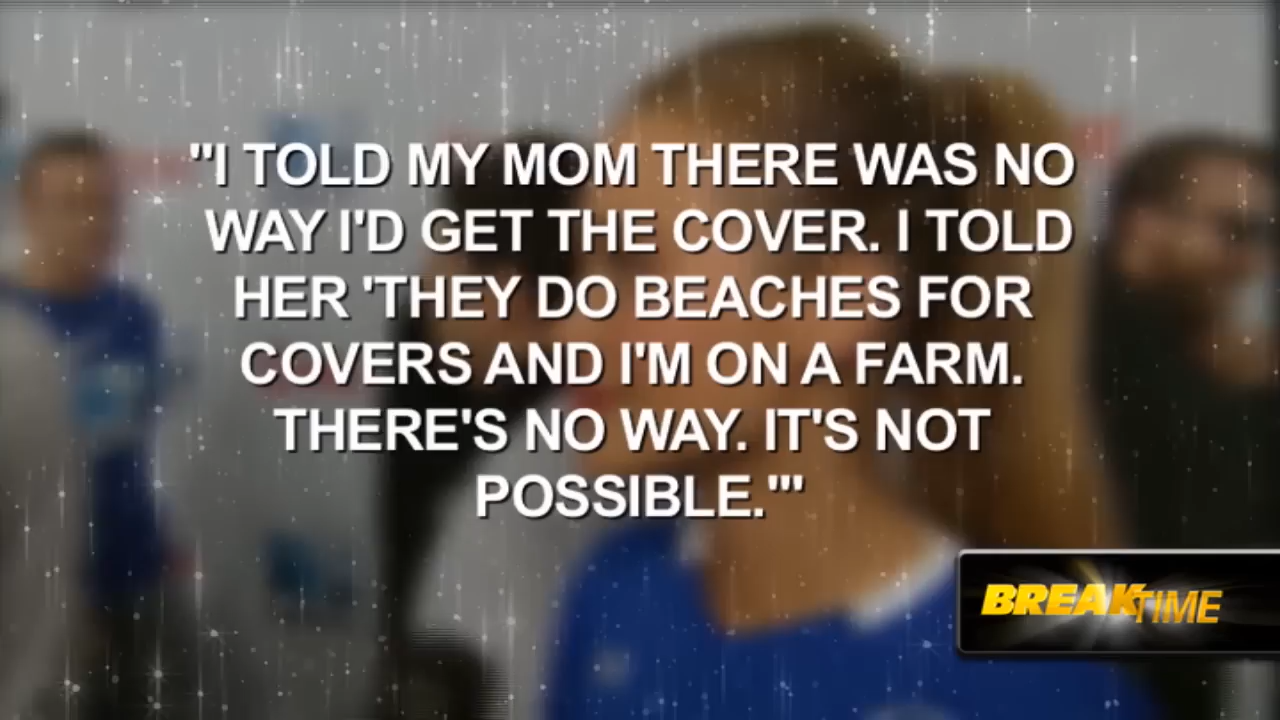 "I TOLD MY MOM THERE WAS NO
WAY I'D GET THE COVER. I TOLD
HER 'THEY DO BEACHES FOR
COVERS AND I'M ON A FARM.
THERE'S NO WAY. IT'S NOT
POSSIBLE.'"
BREAKTIME